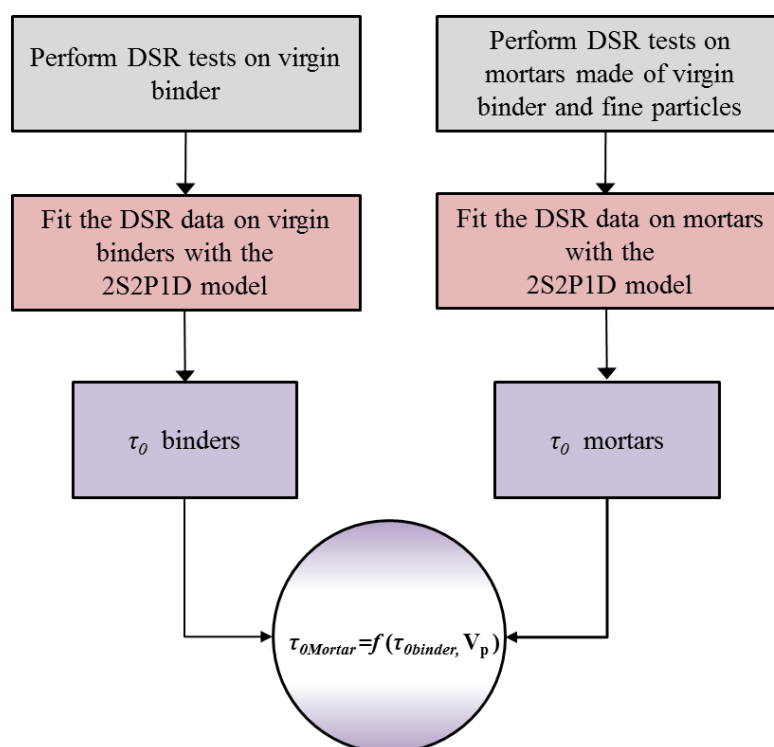 Perform DSR tests on virgin
binder
Perform DSR tests on
mortars made of virgin
binder and fine particles
Fit the DSR data on virgin
binders with the
2S2P1D model
Fit the DSR data on mortars
with the
2S2P1D model
τ₀ binders
τ₀ mortars
τ₀Mortar=f(τ₀binder, Vₚ)